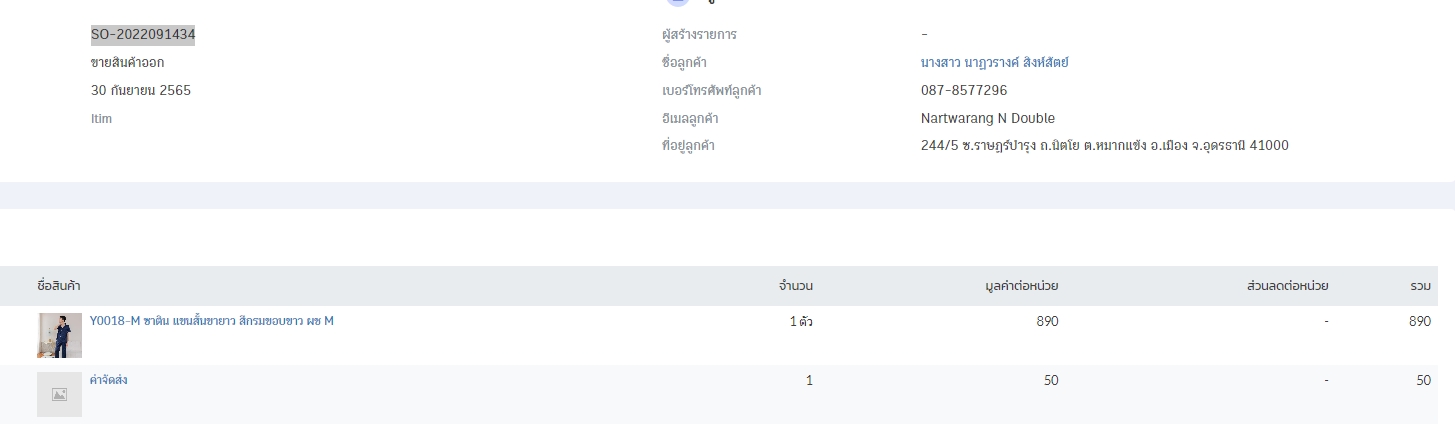 SO-2022091434
ขายสินค้าออก
30 กันยายน 2565
Itim
ผู้สร้างรายการ -
ชื่อลูกค้า นางสาว นาฏวรางค์ สิงห์สัตย์
เบอร์โทรศัพท์ลูกค้า 087-8577296
อีเมลลูกค้า Nartwarang N Double
ที่อยู่ลูกค้า 244/5 ซ.ราษฎร์บำรุง ถ.นิตโย ต.หมากแข้ง อ.เมือง จ.อุดรธานี 41000
ชื่อสินค้า จำนวน มูลค่าต่อหน่วย ส่วนลดต่อหน่วย รวม
Y0018-M ซาติน แขนสั้นขายาว สีกรมขอบขาว ผช M 1 ตัว 890 - 890
ค่าจัดส่ง 1 50 - 50